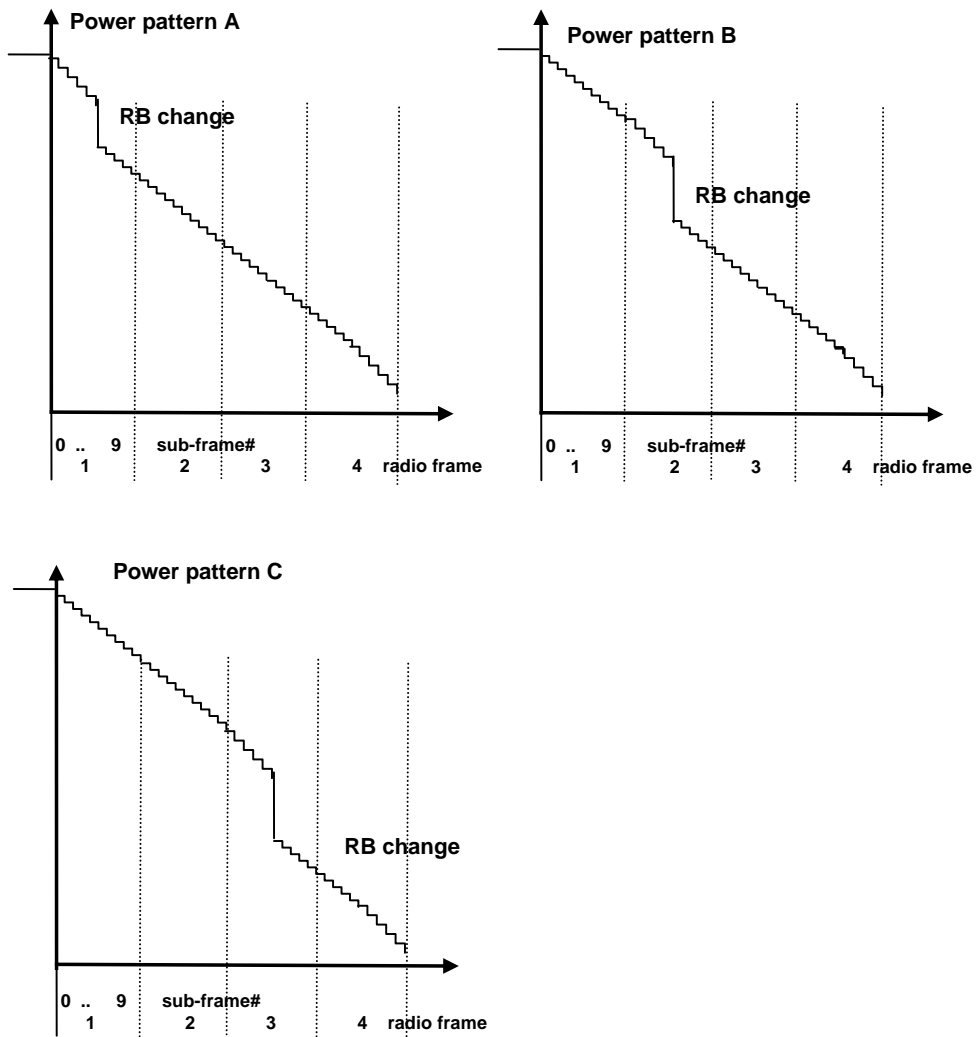 Power pattern A
RB change
0 .. 9 sub-frame#
1 2 3 4 radio frame
Power pattern B
RB change
0 .. 9 sub-frame#
1 2 3 4 radio frame
Power pattern C
RB change
0 .. 9 sub-frame#
1 2 3 4 radio frame